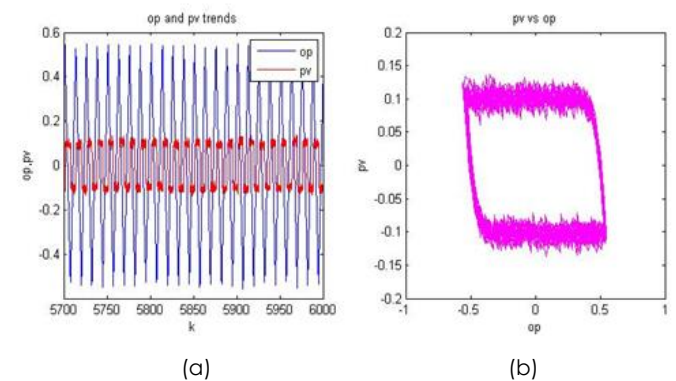 op and pv trends
0.6
0.4
0.2
0
-0.2
-0.4
op,pv
op
pv
5700 5750 5800 5850 5900 5950 6000
k
(a)
pv vs op
0.2
0.15
0.1
0.05
0
-0.05
-0.1
-0.15
-0.2
pv
-1 -0.5 0 0.5 1
op
(b)